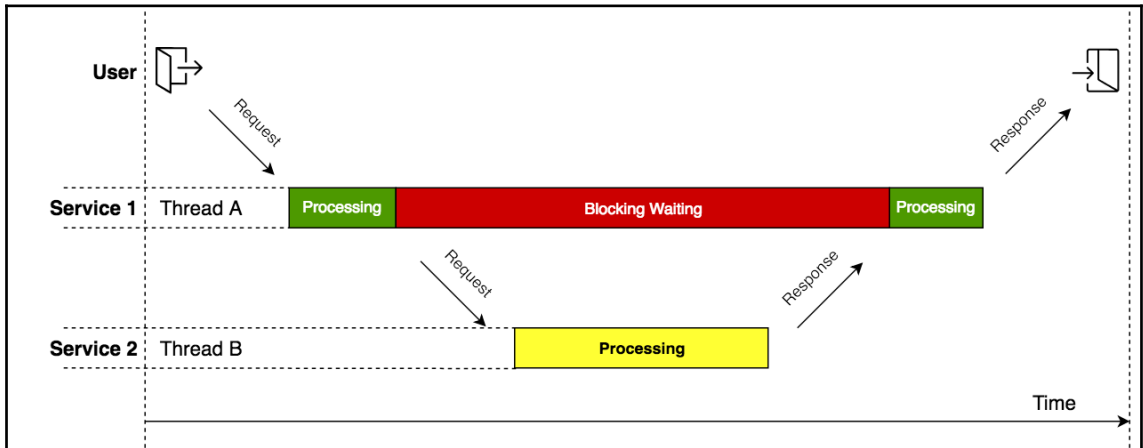 User
Request
Response
Service 1 Thread A Processing Blocking Waiting Processing
Request
Response
Service 2 Thread B Processing
Time